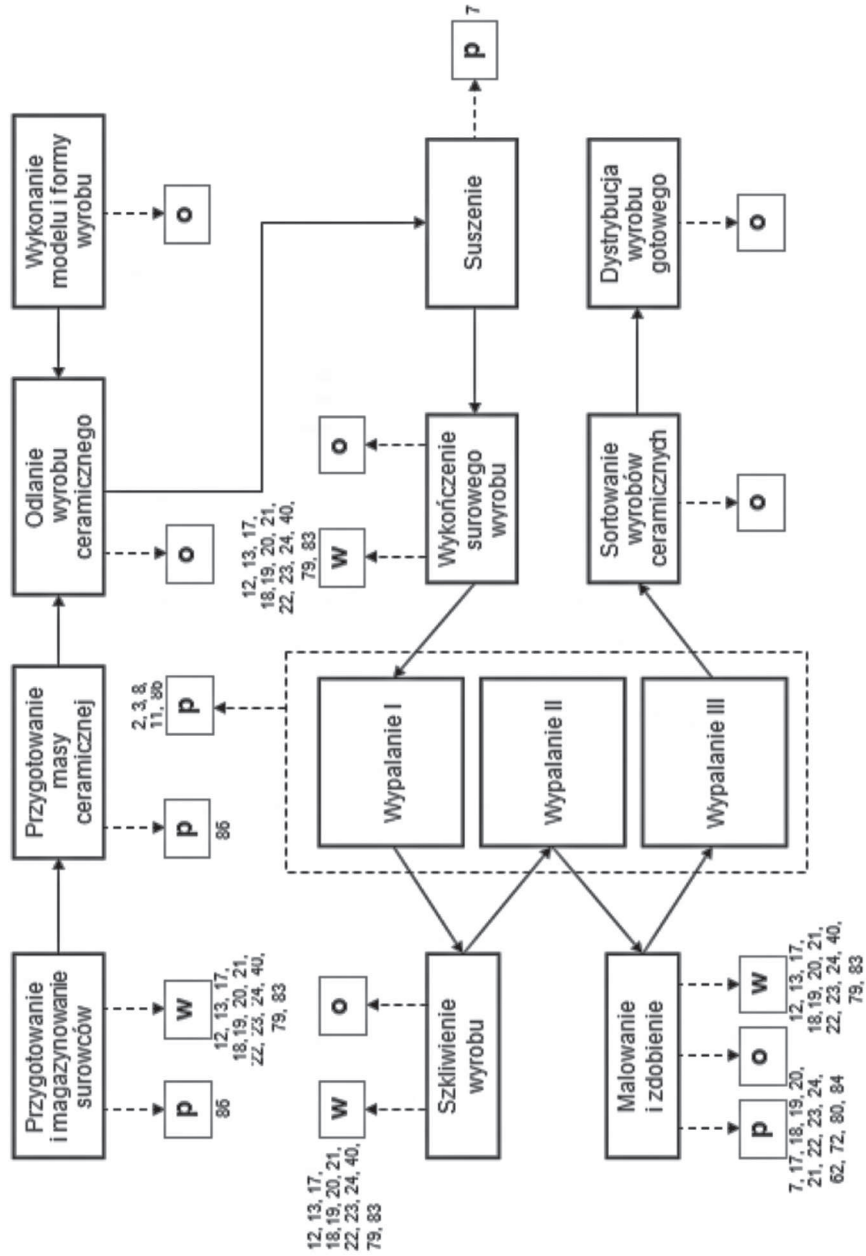 Przygotowanie
i magazynowanie
surowców
p
86
w
12, 13, 17,
18,19, 20, 21,
22, 23, 24, 40,
79, 83
Przygotowanie
masy
ceramicznej
p
86
Odlanie
wyrobu
ceramicznego
o
Wykonanie
modelu i formy
wyrobu
o
2, 3, 8,
11, 86
p
Szkliwienie
wyrobu
12, 13, 17,
18,19, 20, 21,
22, 23, 24, 40,
79, 83
w
o
Wypalanie I
Wypalanie II
Wypalanie III
Wykończenie
surowego
wyrobu
12, 13, 17,
18,19, 20, 21,
22, 23, 24, 40,
79, 83
w
o
Suszenie
p
7
Malowanie
i zdobienie
p
7, 17, 18, 19, 20,
21, 22, 23, 24,
62, 72, 80, 84
o
w
12, 13, 17,
18,19, 20, 21,
22, 23, 24, 40,
79, 83
Sortowanie
wyrobów
ceramicznych
o
Dystrybucja
wyrobu
gotowego
o